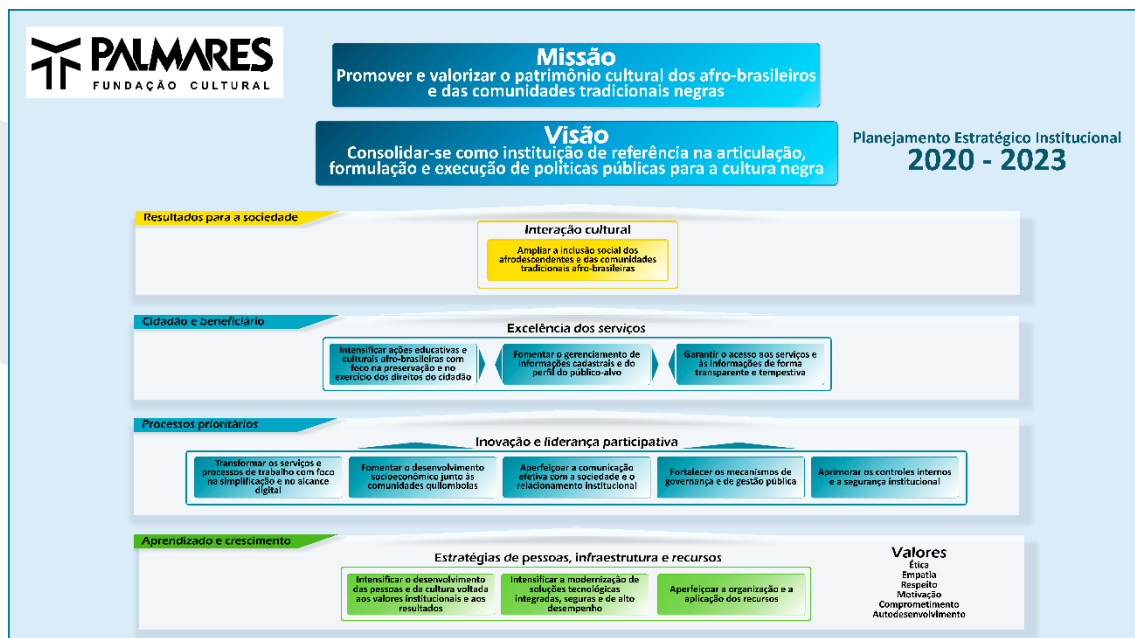 PALMARES
FUNDAÇÃO CULTURAL
Missão
Promover e valorizar o patrimônio cultural dos afro-brasileiros
e das comunidades tradicionais negras
Visão
Consolidar-se como instituição de referência na articulação,
formulação e execução de políticas públicas para a cultura negra
Planejamento Estratégico Institucional
2020 - 2023
Resultados para a sociedade
Interação cultural
Ampliar a inclusão social dos
afrodescendentes e das comunidades
tradicionais afro-brasileiras
Cidadão e beneficiário
Excelência dos serviços
Intensificar ações educativas e
culturais afro-brasileiras com
foco na preservação e no
exercício dos direitos do cidadão
Fomentar o gerenciamento de
informações cadastrais e do
perfil do público-alvo
Garantir o acesso aos serviços e
às informações de forma
transparente e tempestiva
Processos prioritários
Inovação e liderança participativa
Transformar os serviços e
processos de trabalho com foco
na simplificação e no alcance
digital
Fomentar o desenvolvimento
socioeconômico junto às
comunidades quilombolas
Aperfeiçoar a comunicação
efetiva com a sociedade e o
relacionamento institucional
Fortalecer os mecanismos de
governança e de gestão pública
Aprimorar os controles internos
e a segurança institucional
Aprendizado e crescimento
Estratégias de pessoas, infraestrutura e recursos
Intensificar o desenvolvimento
das pessoas e da cultura voltada
aos valores institucionais e aos
resultados
Intensificar a modernização de
soluções tecnológicas
integradas, seguras e de alto
desempenho
Aperfeiçoar a organização e a
aplicação dos recursos
Valores
Ética
Empatia
Respeito
Motivação
Comprometimento
Autodesenvolvimento